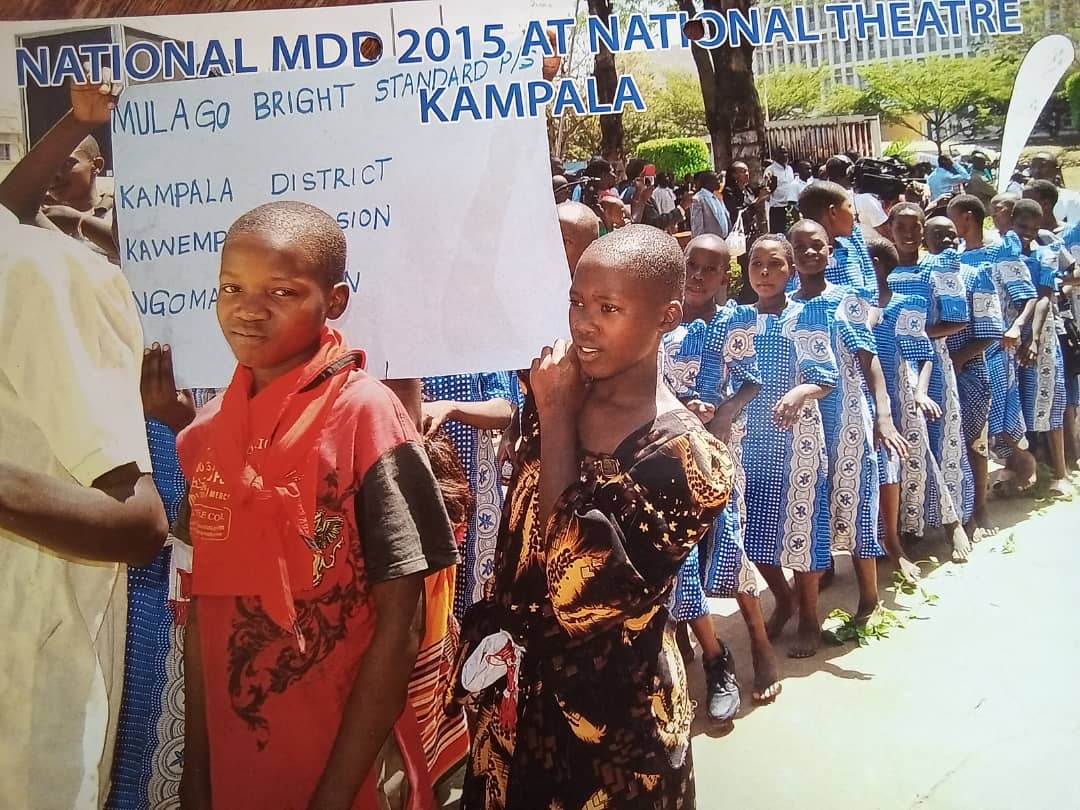 NATIONAL MDD 2015 AT NATIONAL THEATRE
KAMPALA
MULAGO BRIGHT STANDARD P/S
KAMPALA DISTRICT